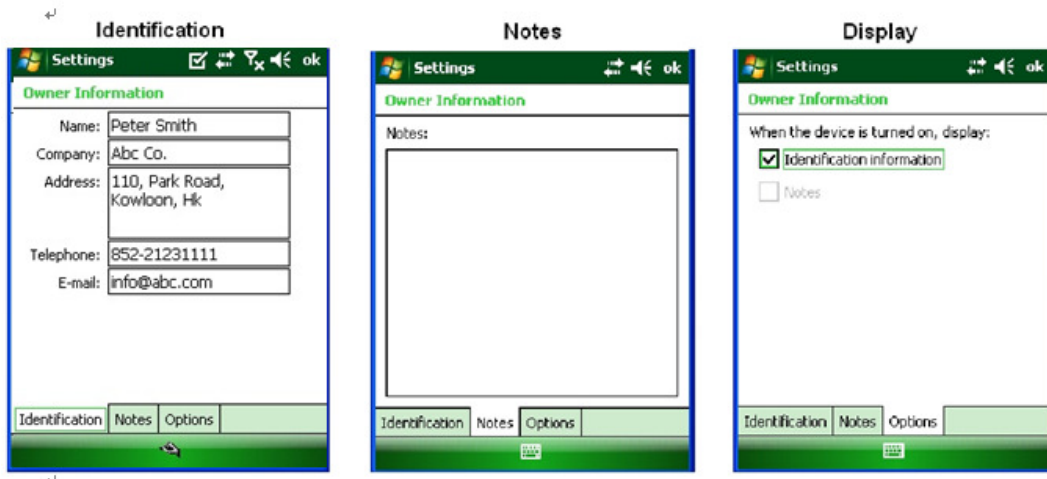 Identification
Settings ok
Owner Information
Name: Peter Smith
Company: Abc Co.
Address: 110, Park Road,
Kowloon, Hk
Telephone: 852-21231111
E-mail: info@abc.com
Identification Notes Options
Notes
Settings ok
Owner Information
Notes:
Identification Notes Options
Display
Settings ok
Owner Information
When the device is turned on, display:
Identification information
Notes
Identification Notes Options